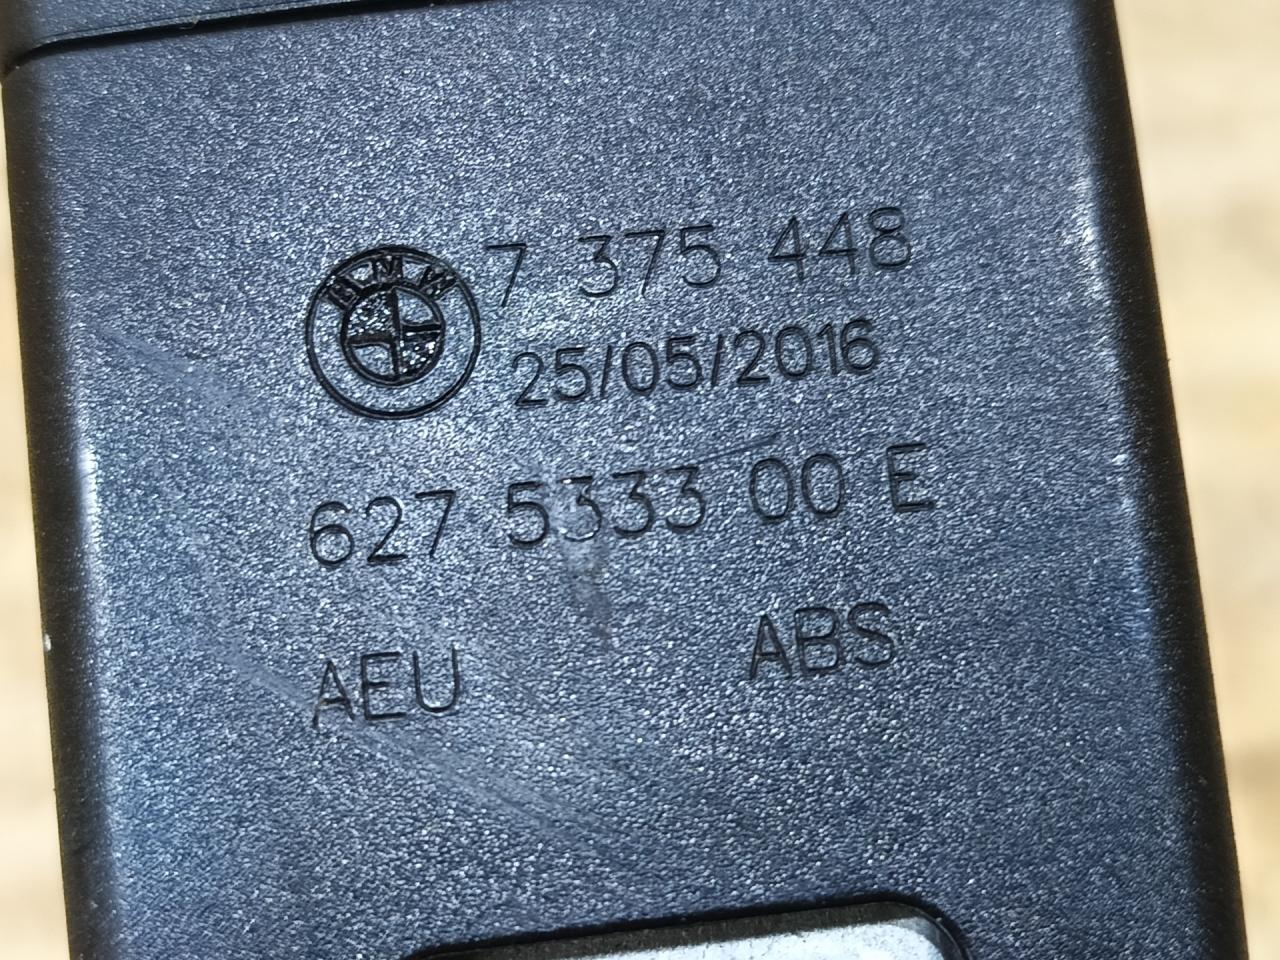 BMW
7 375 448
25/05/2016
627 5333 00 E
AEU ABS